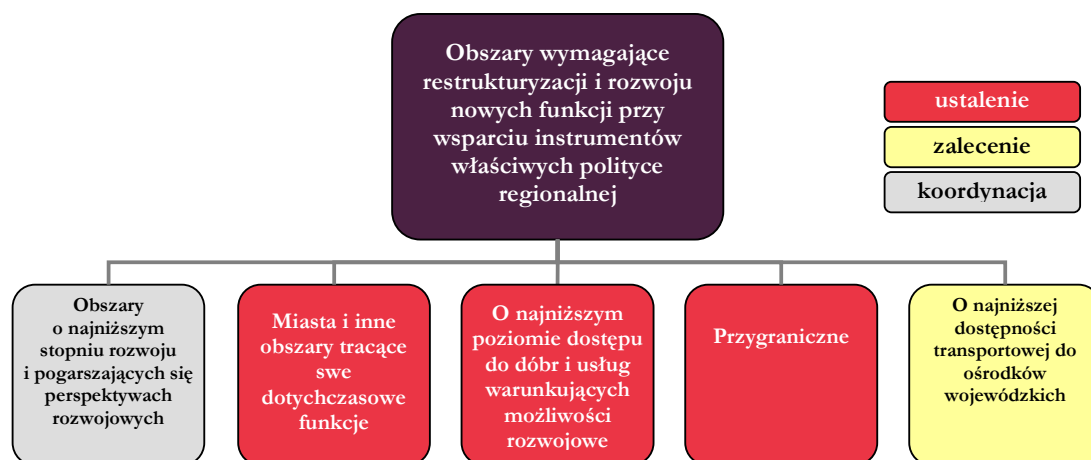 Obszary wymagające
restrukturyzacji i rozwoju
nowych funkcji przy
wsparciu instrumentów
właściwych polityce
regionalnej
ustalenie
zalecenie
koordynacja
Obszary
o najniższym
stopniu rozwoju
i pogarszających się
perspektywach
rozwojowych
Miasta i inne
obszary tracące
swe
dotychczasowe
funkcje
O najniższym
poziomie dostępu
do dóbr i usług
warunkujących
możliwości
rozwojowe
Przygraniczne
O najniższej
dostępności
transportowej do
ośrodków
wojewódzkich